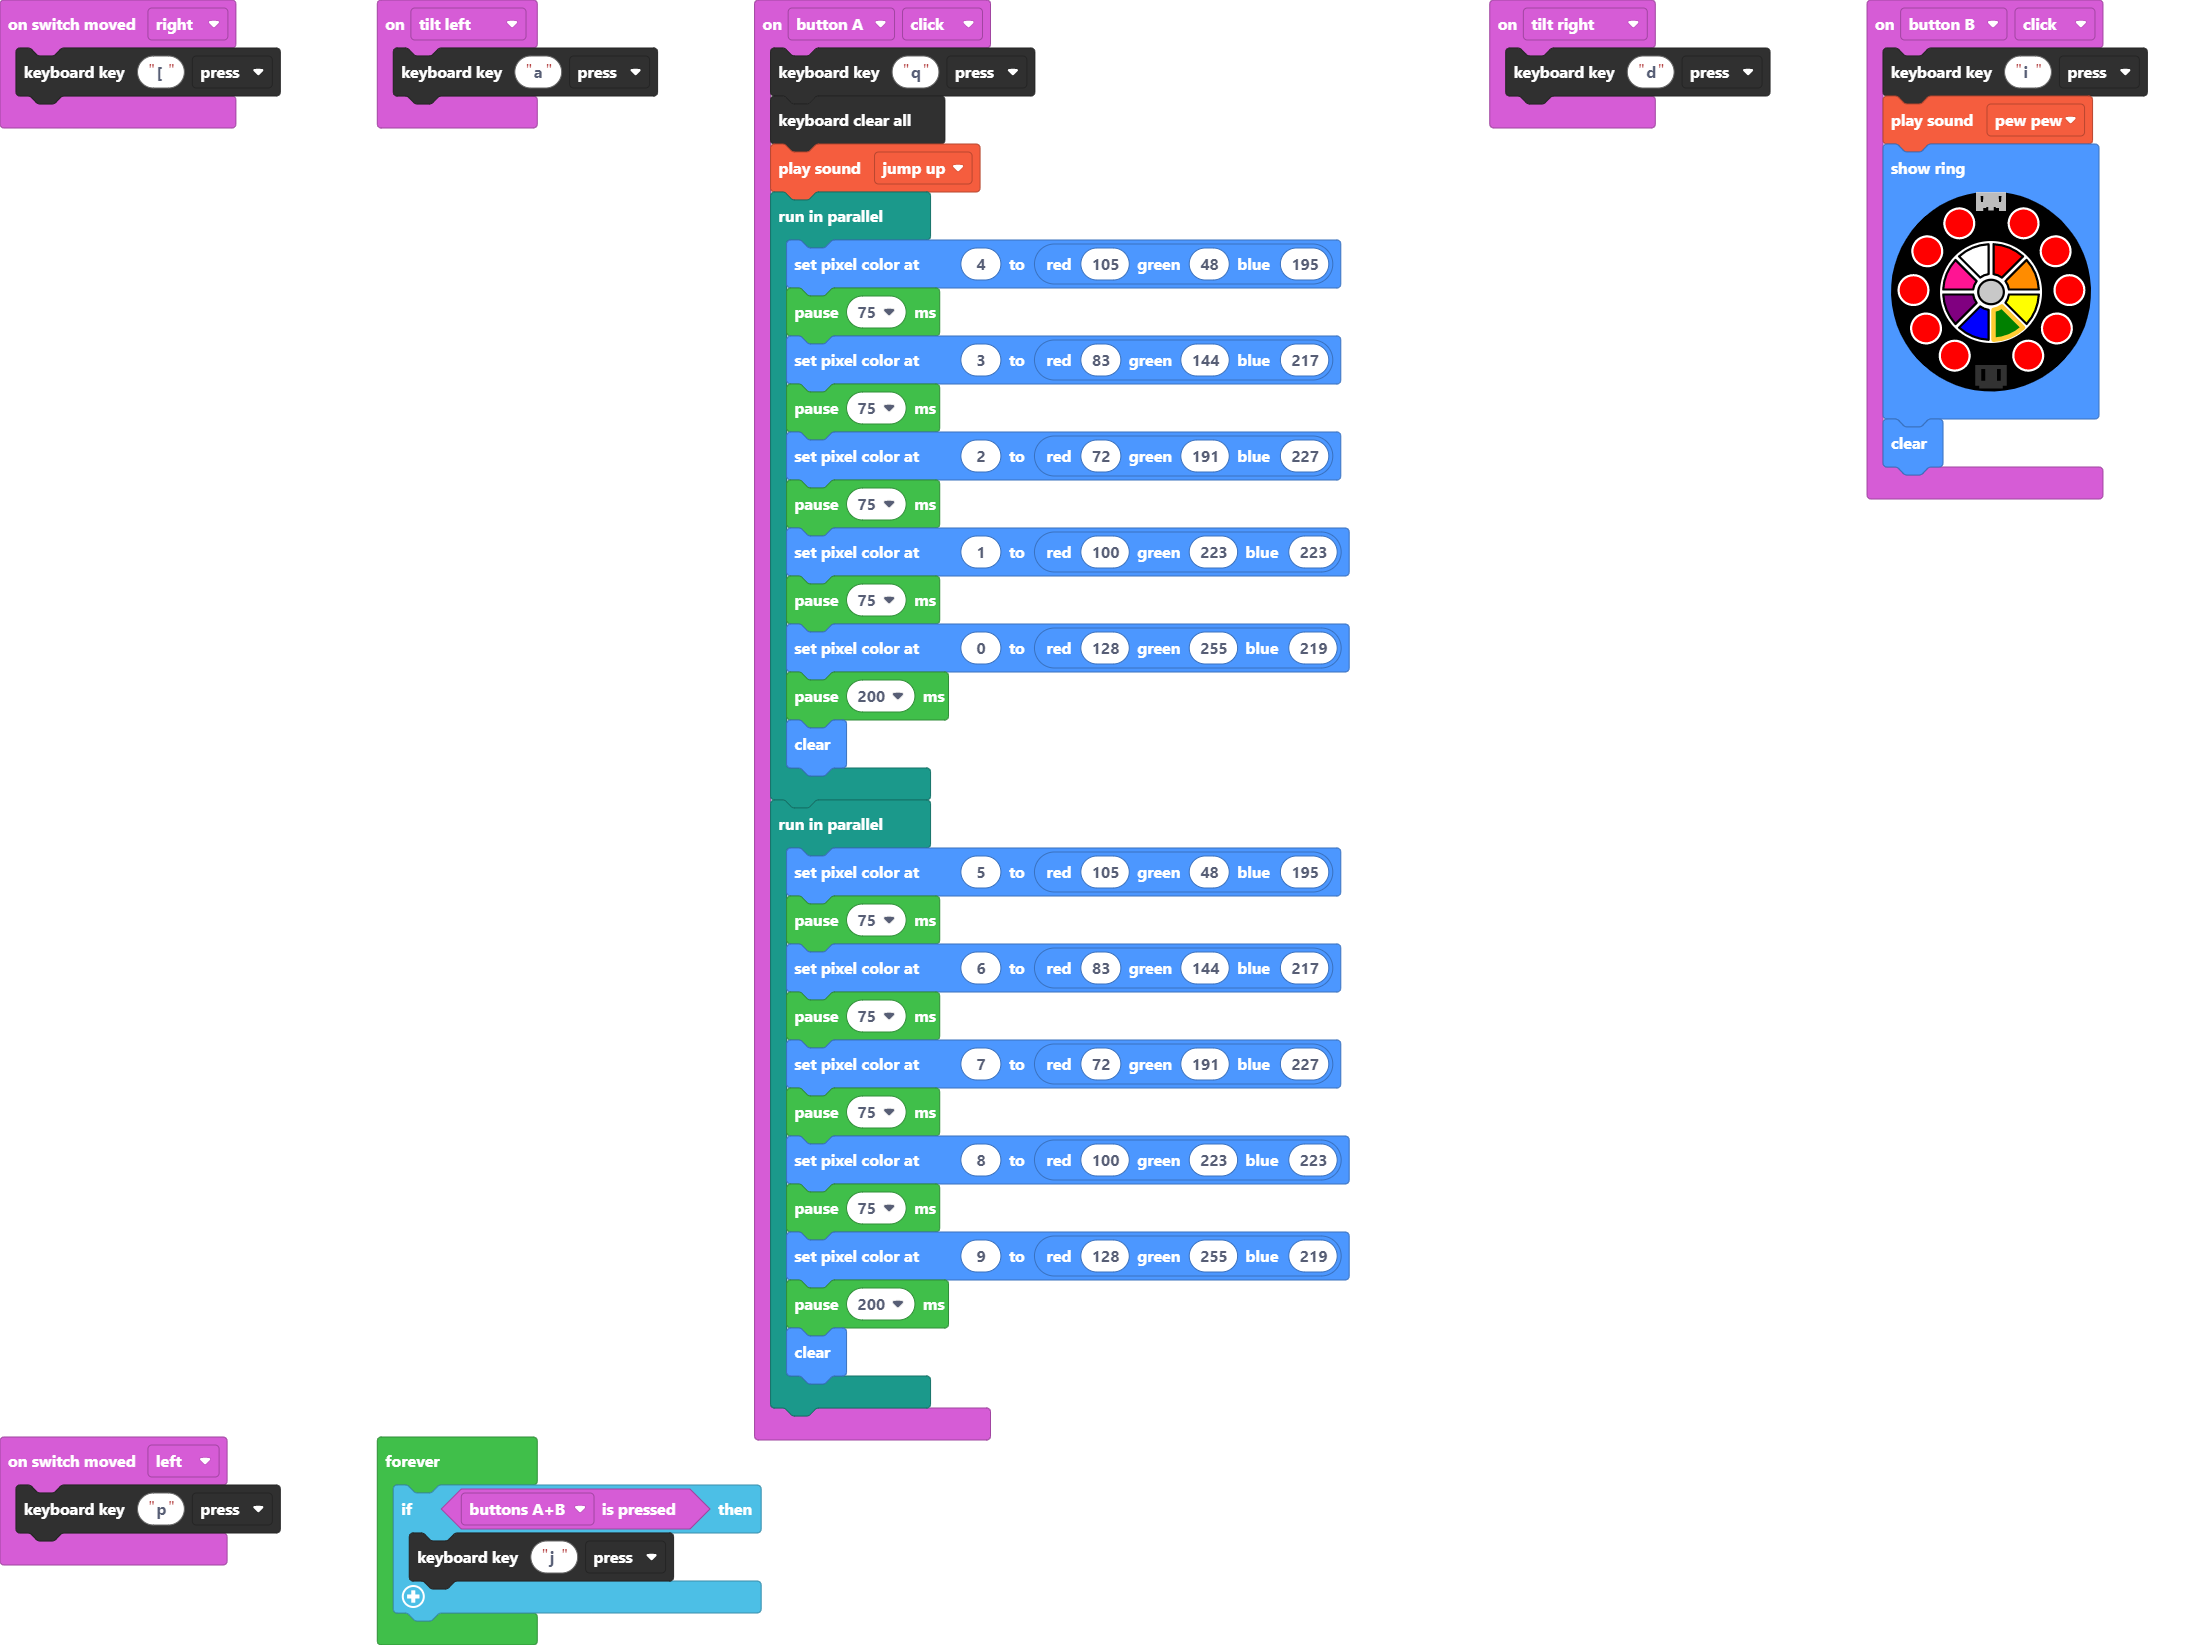 on switch moved right
keyboard key "[" press
on tilt left
keyboard key "a" press
on button A click
keyboard key "q" press
keyboard clear all
play sound jump up
run in parallel
set pixel color at 4 to red 105 green 48 blue 195
pause 75 ms
set pixel color at 3 to red 83 green 144 blue 217
pause 75 ms
set pixel color at 2 to red 72 green 191 blue 227
pause 75 ms
set pixel color at 1 to red 100 green 223 blue 223
pause 75 ms
set pixel color at 0 to red 128 green 255 blue 219
pause 200 ms
clear
run in parallel
set pixel color at 5 to red 105 green 48 blue 195
pause 75 ms
set pixel color at 6 to red 83 green 144 blue 217
pause 75 ms
set pixel color at 7 to red 72 green 191 blue 227
pause 75 ms
set pixel color at 8 to red 100 green 223 blue 223
pause 75 ms
set pixel color at 9 to red 128 green 255 blue 219
pause 200 ms
clear
on tilt right
keyboard key "d" press
on button B click
keyboard key "i" press
play sound pew pew
show ring
clear
on switch moved left
keyboard key "p" press
forever
if buttons A+B is pressed then
keyboard key "j" press